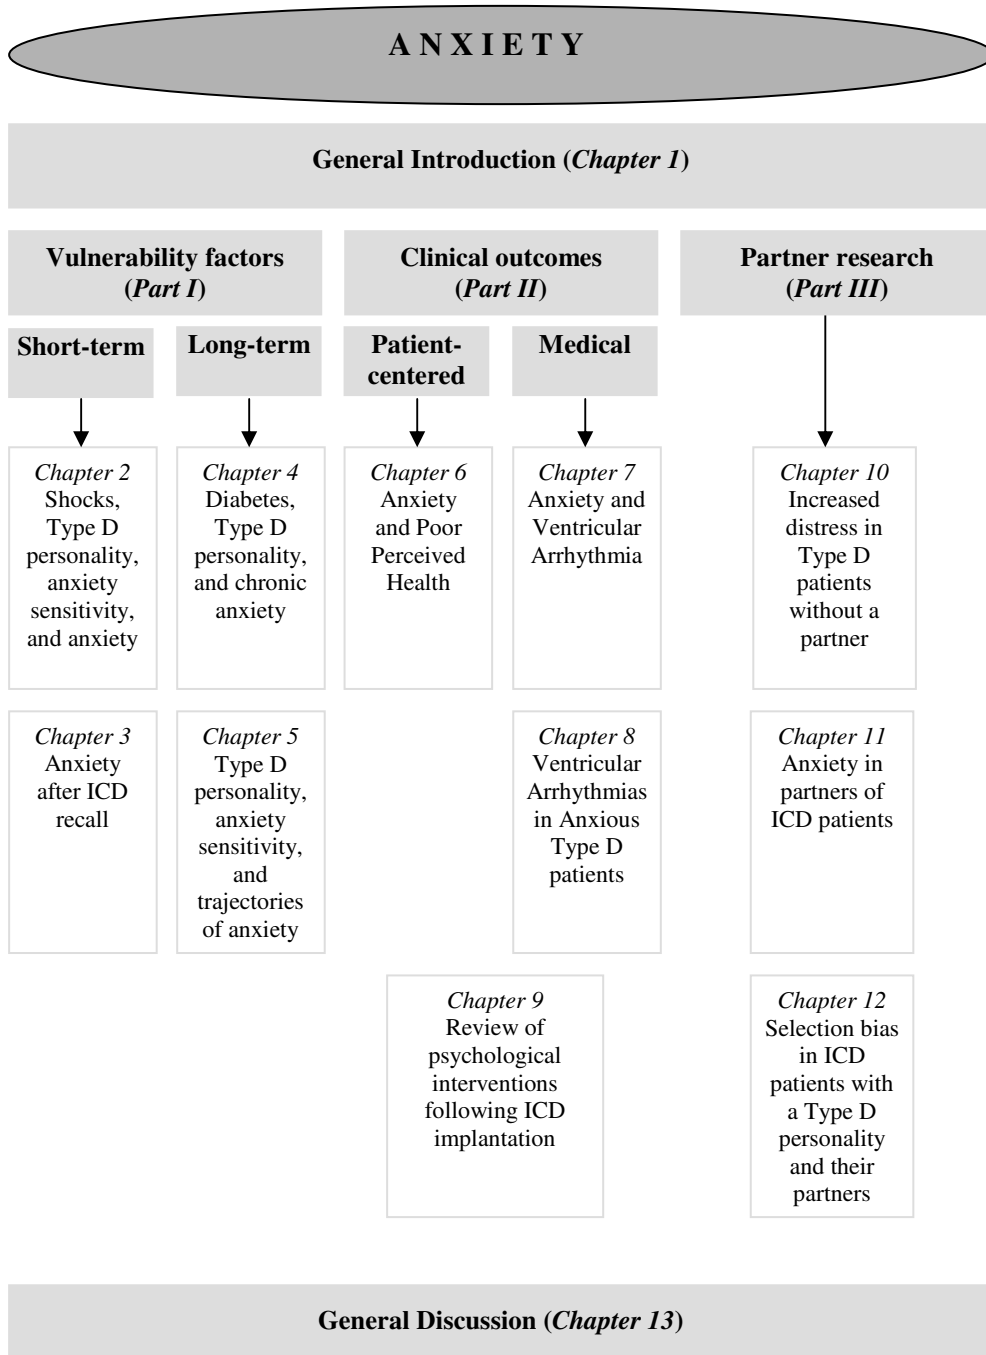 A N X I E T Y
General Introduction (Chapter 1)
Vulnerability factors
(Part I)
Clinical outcomes
(Part II)
Partner research
(Part III)
Short-term
Long-term
Patient-
centered
Medical
Chapter 2
Shocks,
Type D
personality,
anxiety
sensitivity,
and anxiety
Chapter 4
Diabetes,
Type D
personality,
and chronic
anxiety
Chapter 6
Anxiety
and Poor
Perceived
Health
Chapter 7
Anxiety and
Ventricular
Arrhythmia
Chapter 10
Increased
distress in
Type D
patients
without a
partner
Chapter 3
Anxiety
after ICD
recall
Chapter 5
Type D
personality,
anxiety
sensitivity,
and
trajectories
of anxiety
Chapter 8
Ventricular
Arrhythmias
in Anxious
Type D
patients
Chapter 11
Anxiety in
partners of
ICD patients
Chapter 9
Review of
psychological
interventions
following ICD
implantation
Chapter 12
Selection bias
in ICD
patients with
a Type D
personality
and their
partners
General Discussion (Chapter 13)